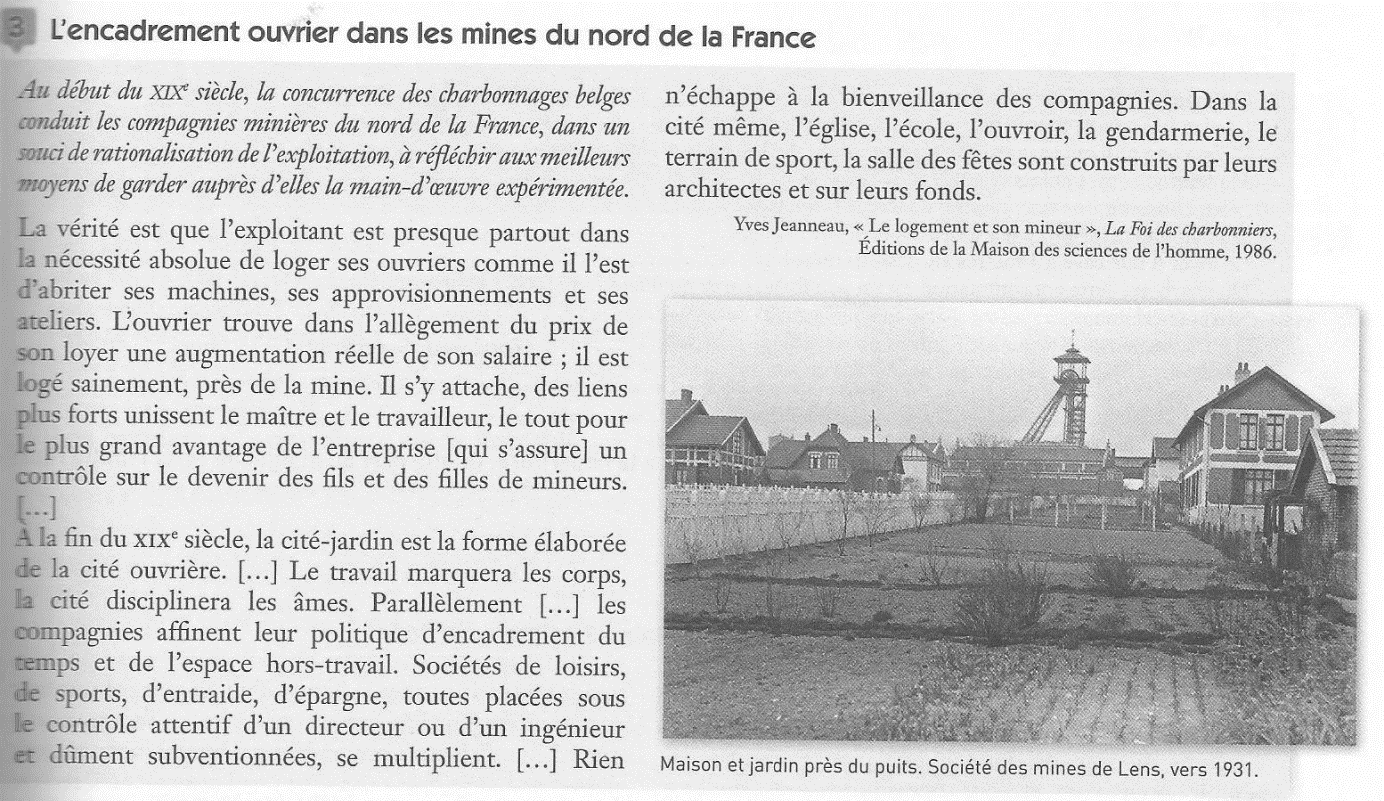 3 L'encadrement ouvrier dans les mines du nord de la France
Au début du XIXe siècle, la concurrence des charbonnages belges
conduit les compagnies minières du nord de la France, dans un
souci de rationalisation de l'exploitation, à réfléchir aux meilleurs
moyens de garder auprès d'elles la main-d'œuvre expérimentée.
La vérité est que l'exploitant est presque partout dans
la nécessité absolue de loger ses ouvriers comme il l'est
d'abriter ses machines, ses approvisionnements et ses
ateliers. L'ouvrier trouve dans l'allègement du prix de
son loyer une augmentation réelle de son salaire ; il est
logé sainement, près de la mine. Il s'y attache, des liens
plus forts unissent le maître et le travailleur, le tout pour
le plus grand avantage de l'entreprise [qui s'assure] un
contrôle sur le devenir des fils et des filles de mineurs.
[…]
À la fin du XIXe siècle, la cité-jardin est la forme élaborée
de la cité ouvrière. […] Le travail marquera les corps,
la cité disciplinera les âmes. Parallèlement […] les
compagnies affinent leur politique d'encadrement du
temps et de l'espace hors-travail. Sociétés de loisirs,
de sports, d'entraide, d'épargne, toutes placées sous
le contrôle attentif d'un directeur ou d'un ingénieur
et dûment subventionnées, se multiplient. […] Rien
n'échappe à la bienveillance des compagnies. Dans la
cité même, l'église, l'école, l'ouvroir, la gendarmerie, le
terrain de sport, la salle des fêtes sont construits par leurs
architectes et sur leurs fonds.
Yves Jeanneau, « Le logement et son mineur », La Foi des charbonniers,
Éditions de la Maison des sciences de l'homme, 1986.
Maison et jardin près du puits. Société des mines de Lens, vers 1931.